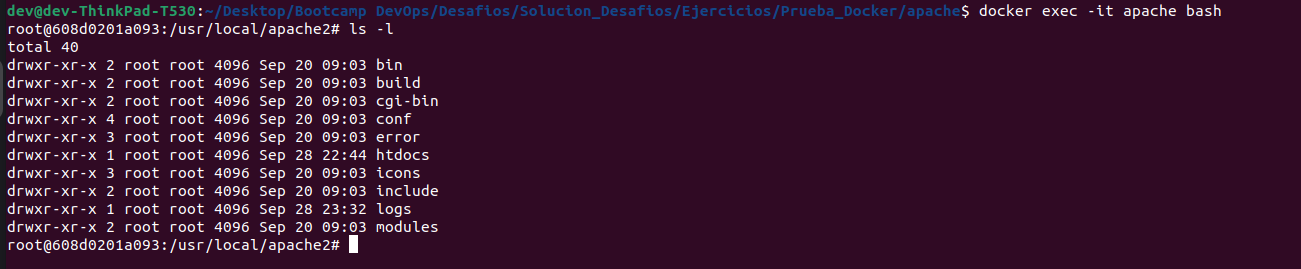 dev@dev-ThinkPad-T530:~/Desktop/Bootcamp DevOps/Desafios/Solucion_Desafios/Ejercicios/Prueba_Docker/apache$ docker exec -it apache bash
root@608d0201a093:/usr/local/apache2# ls -l
total 40
drwxr-xr-x 2 root root 4096 Sep 20 09:03 bin
drwxr-xr-x 2 root root 4096 Sep 20 09:03 build
drwxr-xr-x 2 root root 4096 Sep 20 09:03 cgi-bin
drwxr-xr-x 4 root root 4096 Sep 20 09:03 conf
drwxr-xr-x 3 root root 4096 Sep 20 09:03 error
drwxr-xr-x 1 root root 4096 Sep 28 22:44 htdocs
drwxr-xr-x 3 root root 4096 Sep 20 09:03 icons
drwxr-xr-x 2 root root 4096 Sep 20 09:03 include
drwxr-xr-x 1 root root 4096 Sep 28 23:32 logs
drwxr-xr-x 2 root root 4096 Sep 20 09:03 modules
root@608d0201a093:/usr/local/apache2#